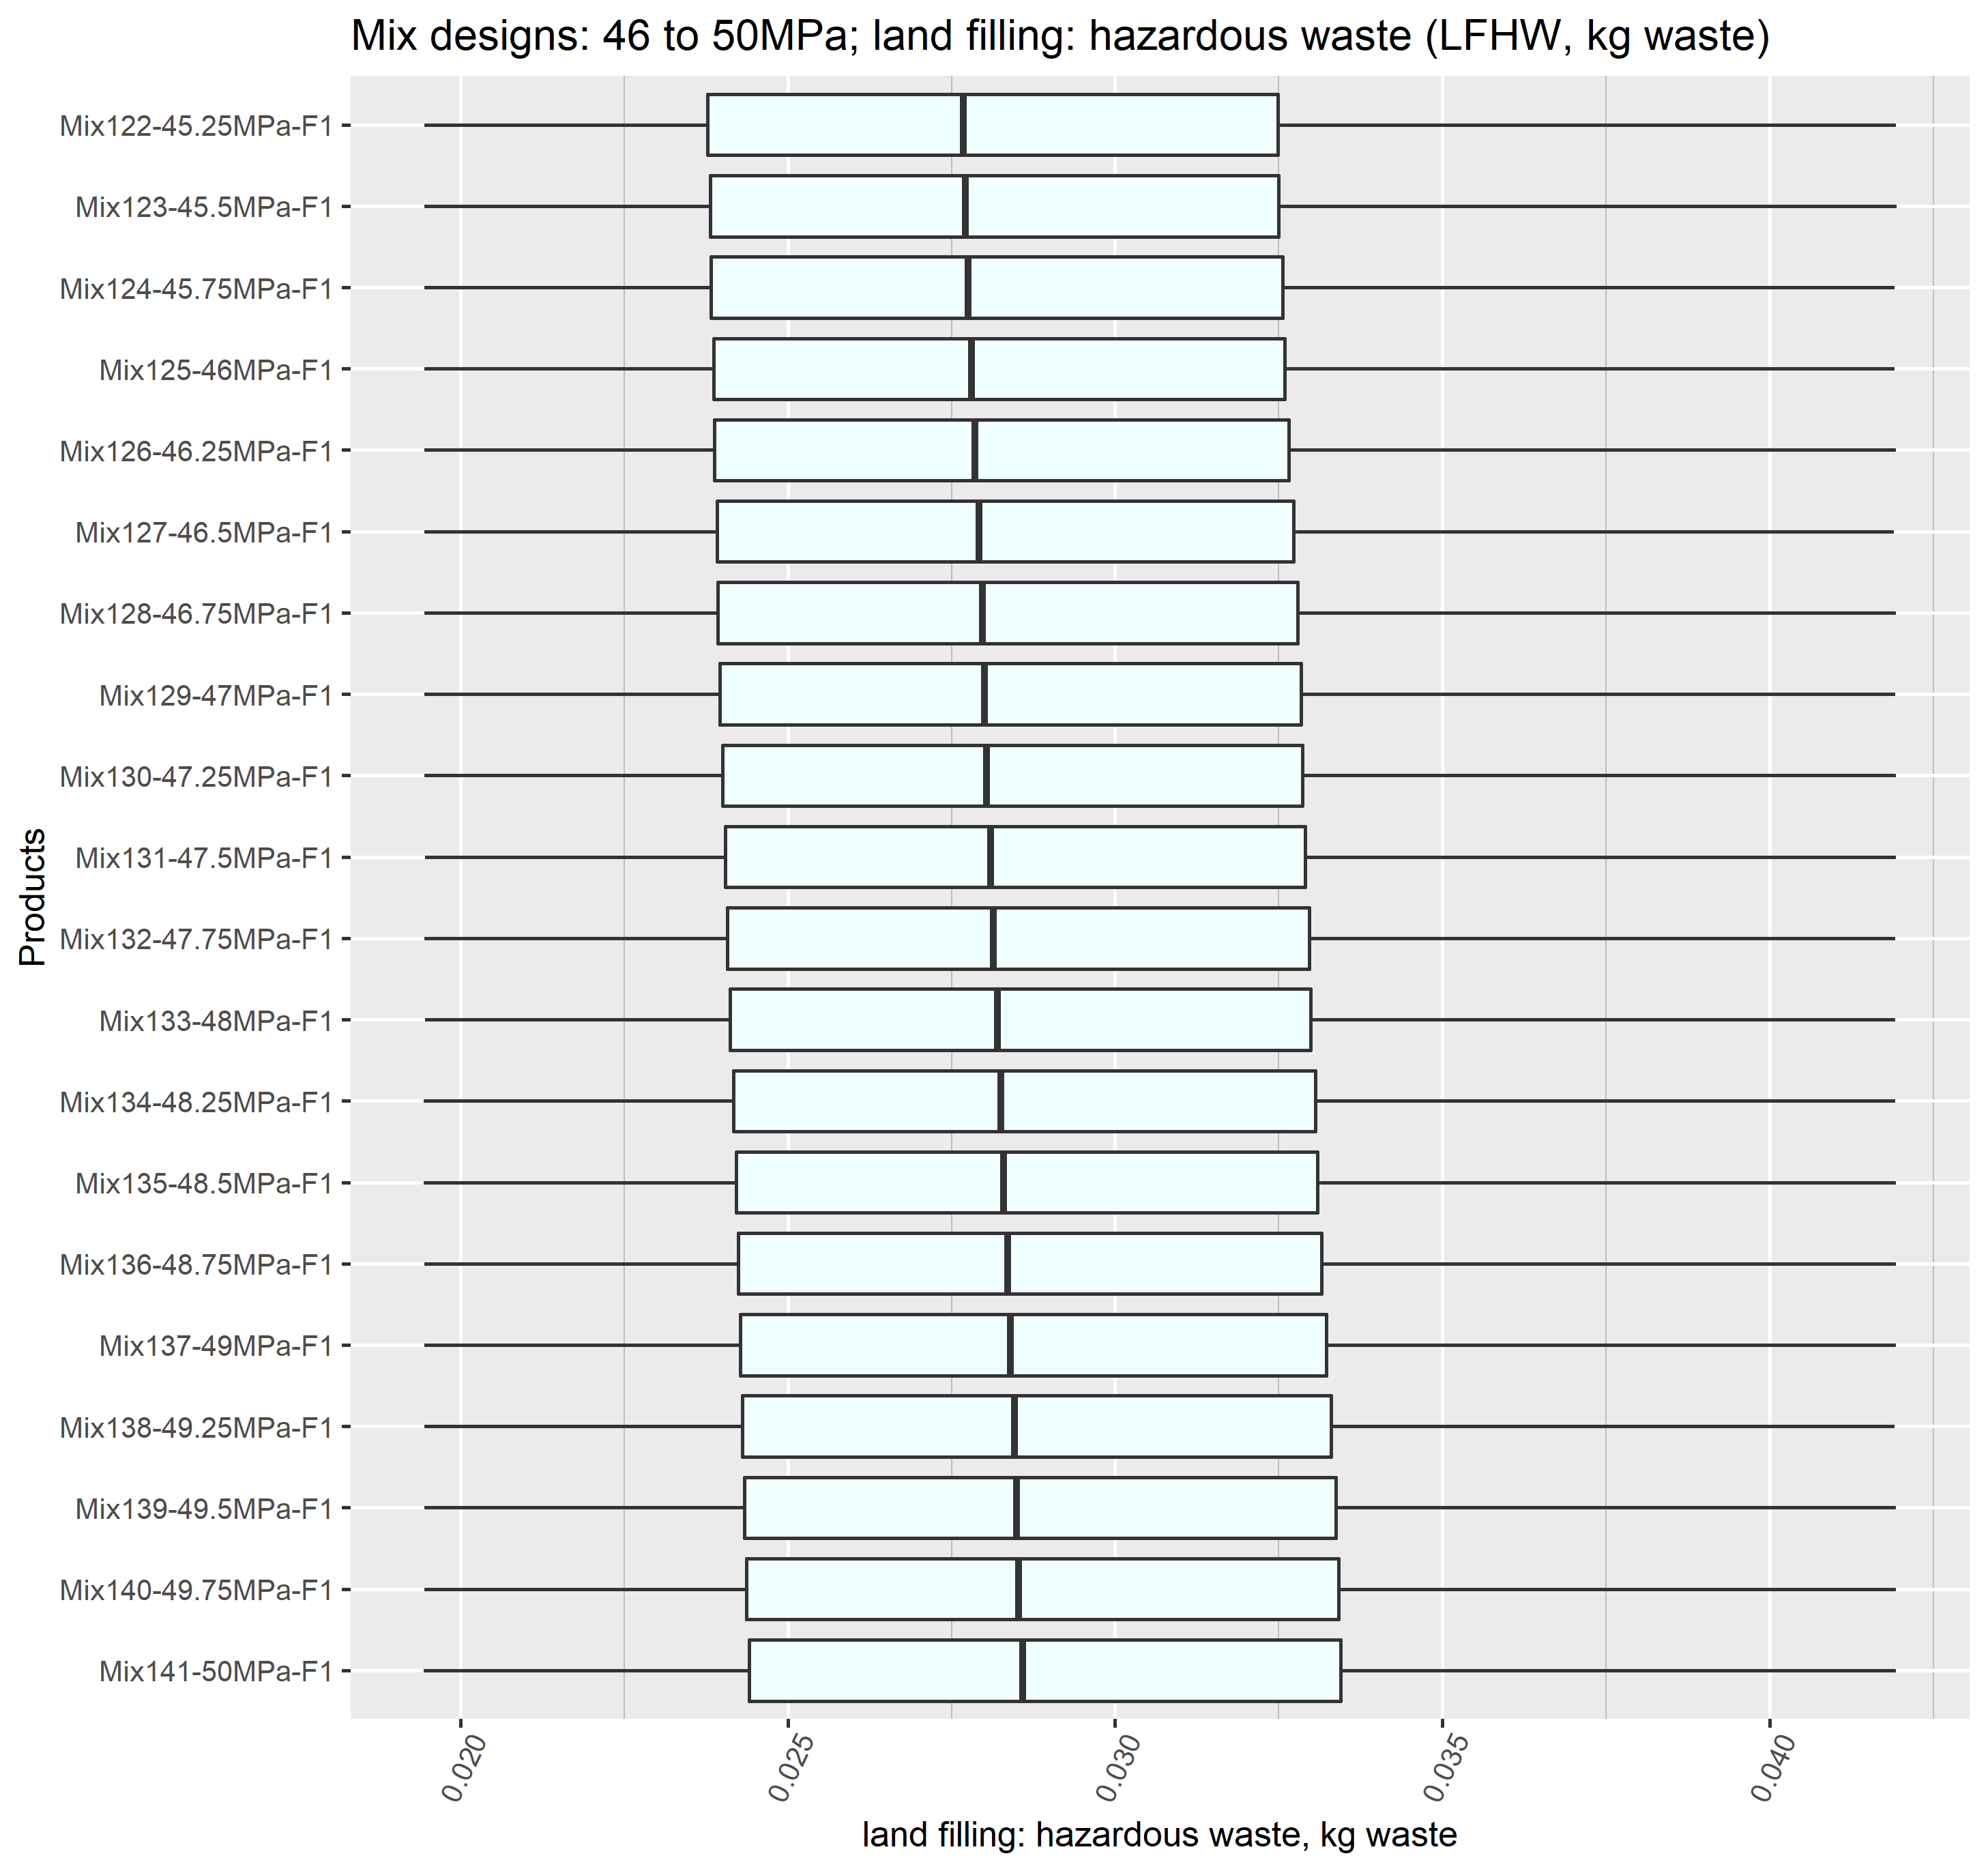 Mix designs: 46 to 50MPa; land filling: hazardous waste (LFHW, kg waste)
Products
Mix122-45.25MPa-F1
Mix123-45.5MPa-F1
Mix124-45.75MPa-F1
Mix125-46MPa-F1
Mix126-46.25MPa-F1
Mix127-46.5MPa-F1
Mix128-46.75MPa-F1
Mix129-47MPa-F1
Mix130-47.25MPa-F1
Mix131-47.5MPa-F1
Mix132-47.75MPa-F1
Mix133-48MPa-F1
Mix134-48.25MPa-F1
Mix135-48.5MPa-F1
Mix136-48.75MPa-F1
Mix137-49MPa-F1
Mix138-49.25MPa-F1
Mix139-49.5MPa-F1
Mix140-49.75MPa-F1
Mix141-50MPa-F1
0.020 0.025 0.030 0.035 0.040
land filling: hazardous waste, kg waste